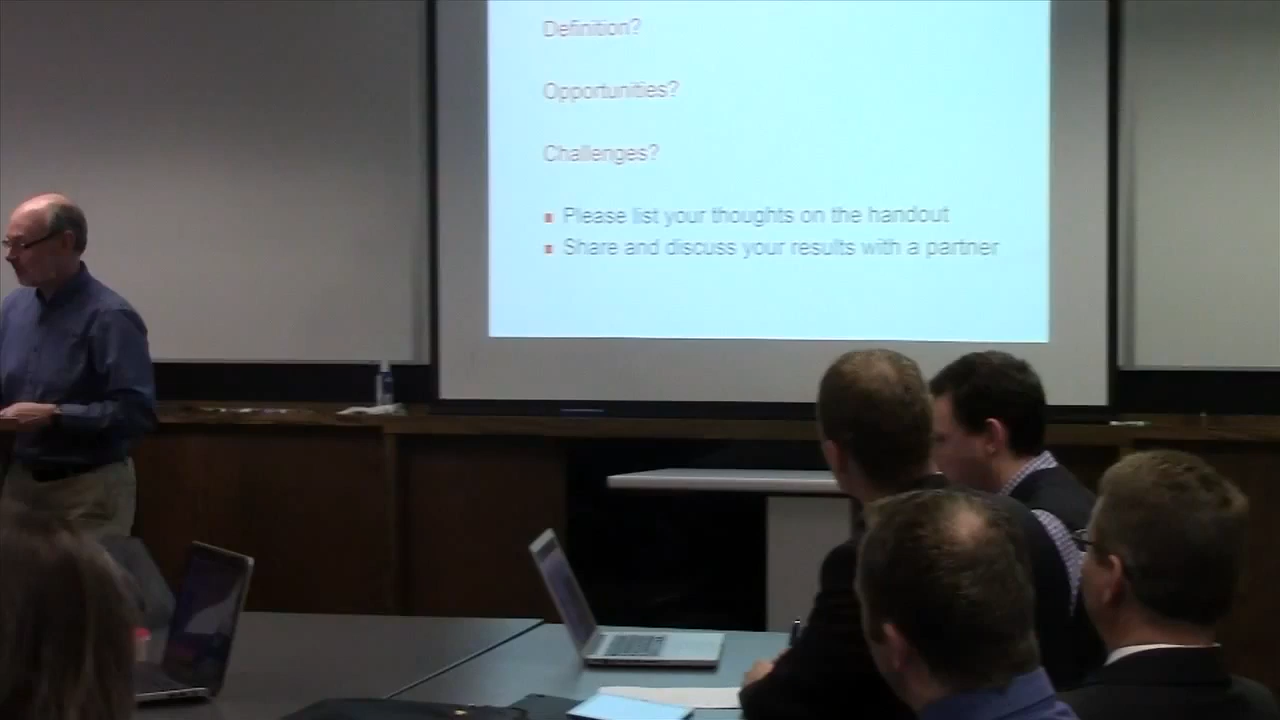 Definition?
Opportunities?
Challenges?
Please list your thoughts on the handout
Share and discuss your results with a partner